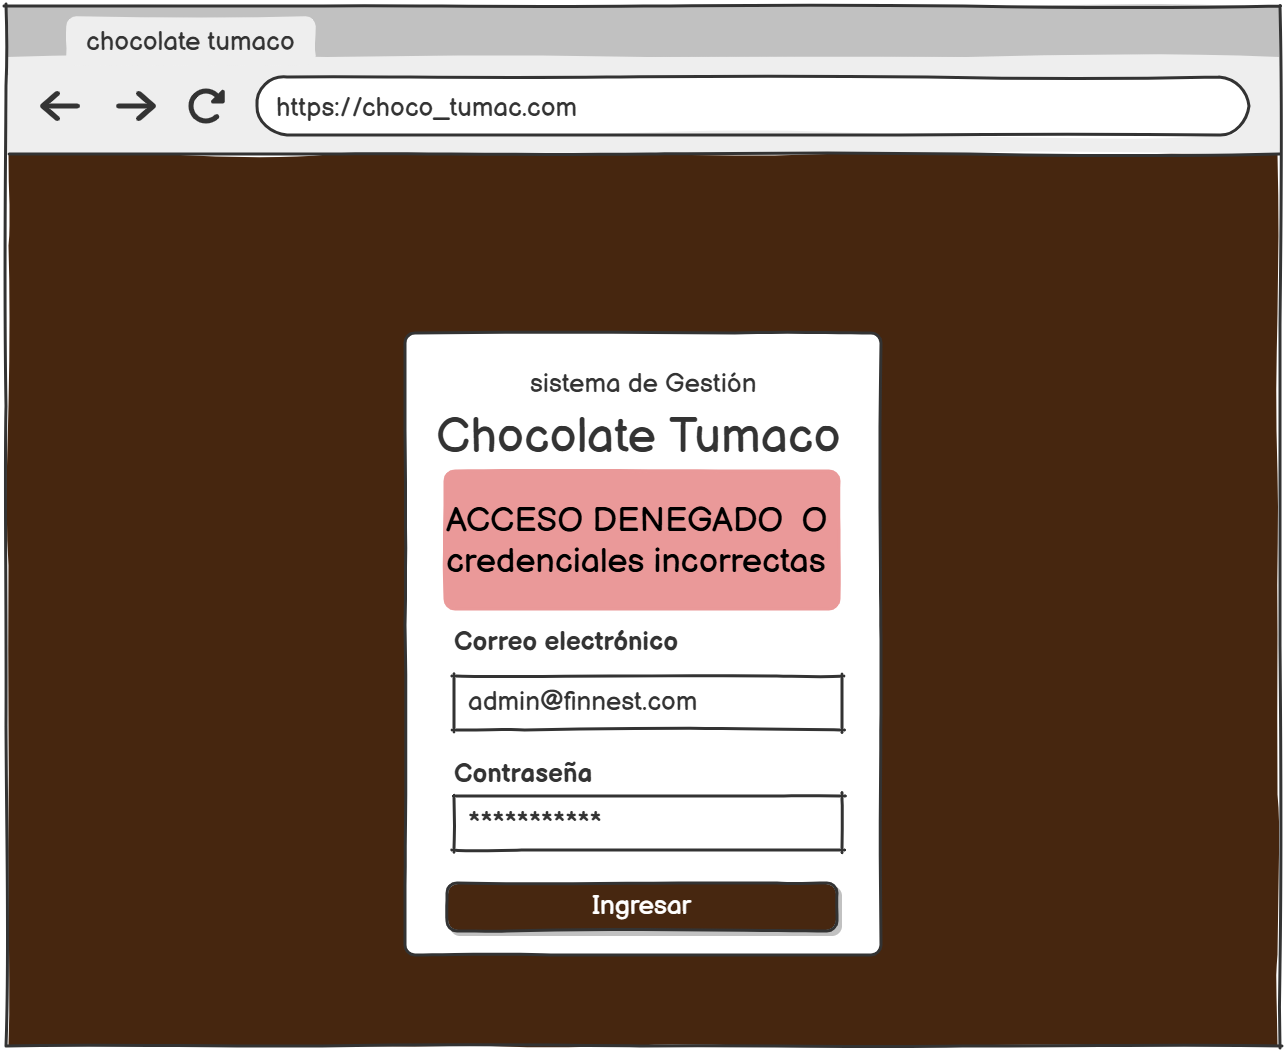 chocolate tumaco
https://choco_tumac.com
sistema de Gestión
Chocolate Tumaco
ACCESO DENEGADO  O
credenciales incorrectas
Correo electrónico
admin@finnest.com
Contraseña
***********
Ingresar